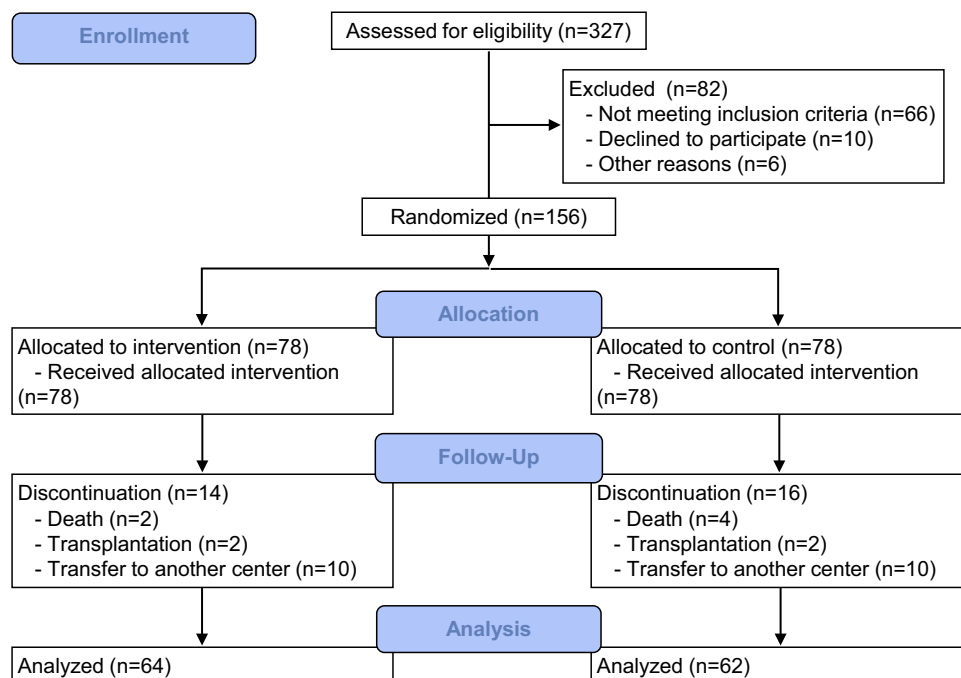 Enrollment
Assessed for eligibility (n=327)
Excluded (n=82)
- Not meeting inclusion criteria (n=66)
- Declined to participate (n=10)
- Other reasons (n=6)
Randomized (n=156)
Allocation
Allocated to intervention (n=78)
- Received allocated intervention
(n=78)
Allocated to control (n=78)
- Received allocated intervention
(n=78)
Follow-Up
Discontinuation (n=14)
- Death (n=2)
- Transplantation (n=2)
- Transfer to another center (n=10)
Discontinuation (n=16)
- Death (n=4)
- Transplantation (n=2)
- Transfer to another center (n=10)
Analysis
Analyzed (n=64)
Analyzed (n=62)